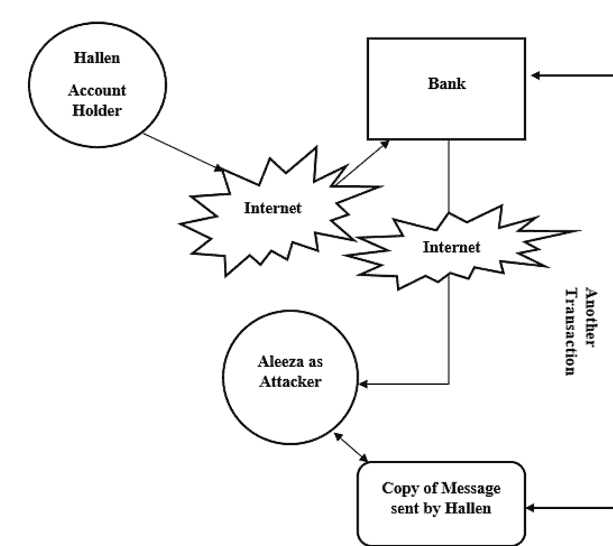 Hallen
Account
Holder
Bank
Internet
Internet
Another
Transaction
Aleeza as
Attacker
Copy of Message
sent by Hallen